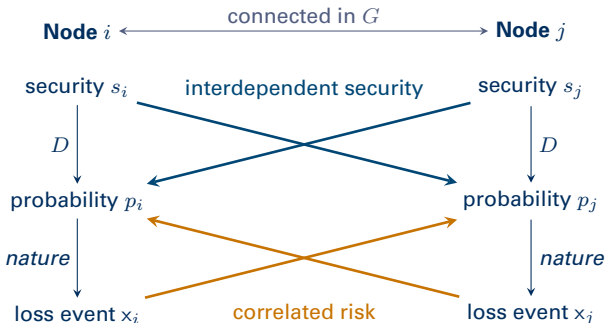 connected in G
Node i Node j
security s_i interdependent security security s_j
D D
probability p_i probability p_j
nature nature
loss event x_i correlated risk loss event x_j